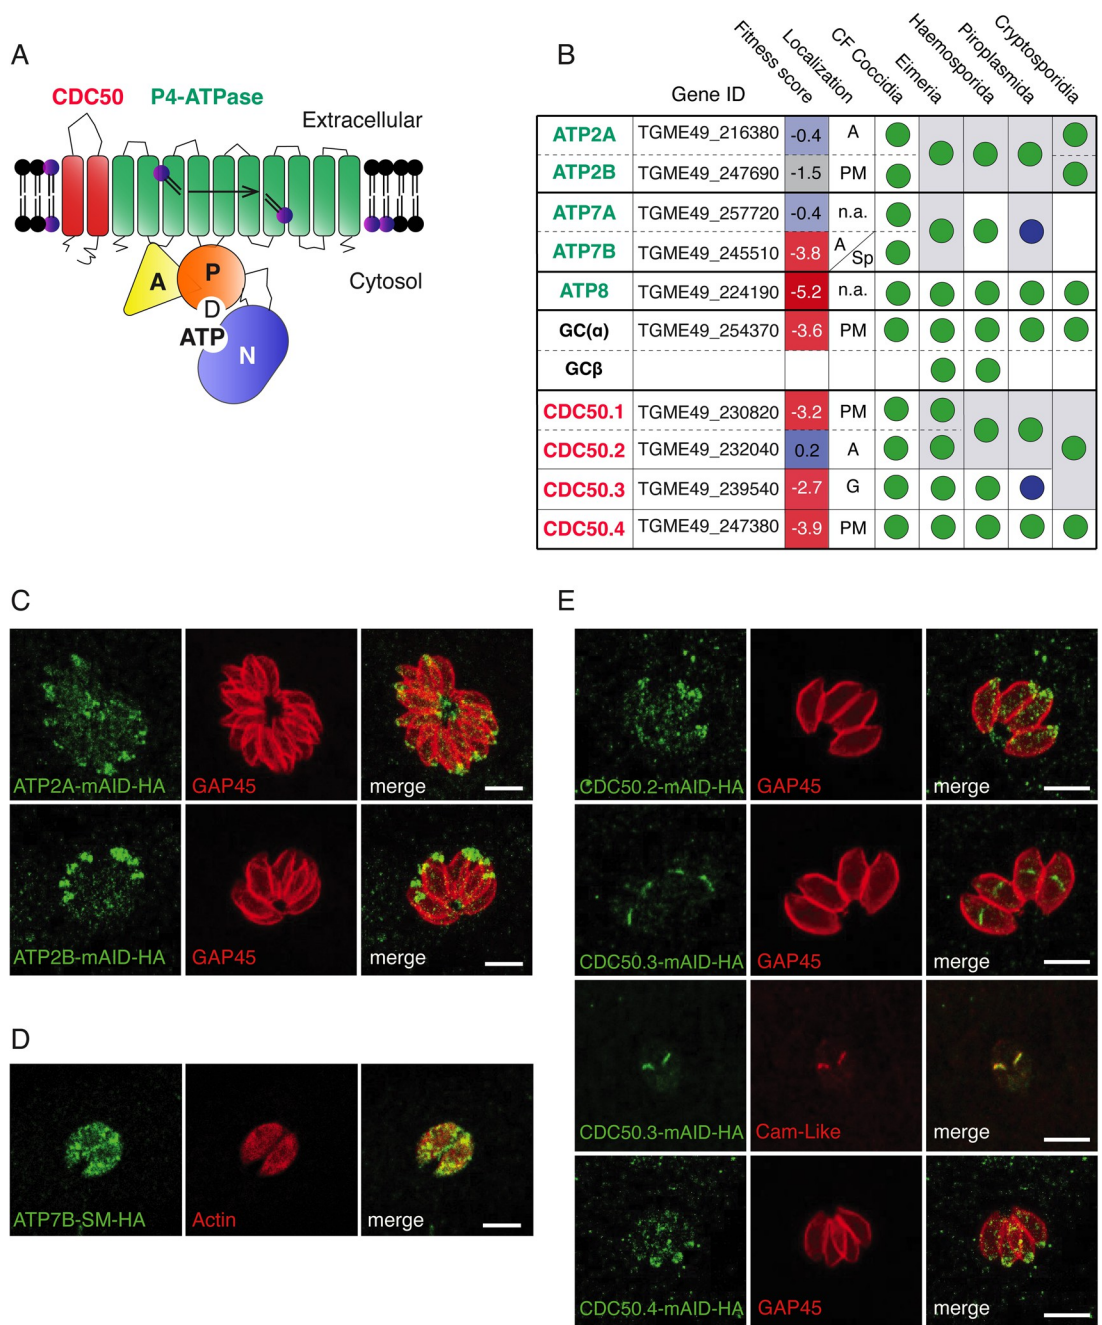 A
CDC50 P4-ATPase
Extracellular
A
P
D
ATP
N
Cytosol
B
Gene ID
Fitness score
Localization
CF Coccidia
Eimeria
Haemosporida
Piroplasmida
Cryptosporidia
ATP2A TGME49_216380 -0.4 A
ATP2B TGME49_247690 -1.5 PM
ATP7A TGME49_257720 -0.4 n.a.
ATP7B TGME49_245510 -3.8 A Sp
ATP8 TGME49_224190 -5.2 n.a.
GC(α) TGME49_254370 -3.6 PM
GCβ
CDC50.1 TGME49_230820 -3.2 PM
CDC50.2 TGME49_232040 0.2 A
CDC50.3 TGME49_239540 -2.7 G
CDC50.4 TGME49_247380 -3.9 PM
C
ATP2A-mAID-HA GAP45 merge
ATP2B-mAID-HA GAP45 merge
D
ATP7B-SM-HA Actin merge
E
CDC50.2-mAID-HA GAP45 merge
CDC50.3-mAID-HA GAP45 merge
CDC50.3-mAID-HA Cam-Like merge
CDC50.4-mAID-HA GAP45 merge